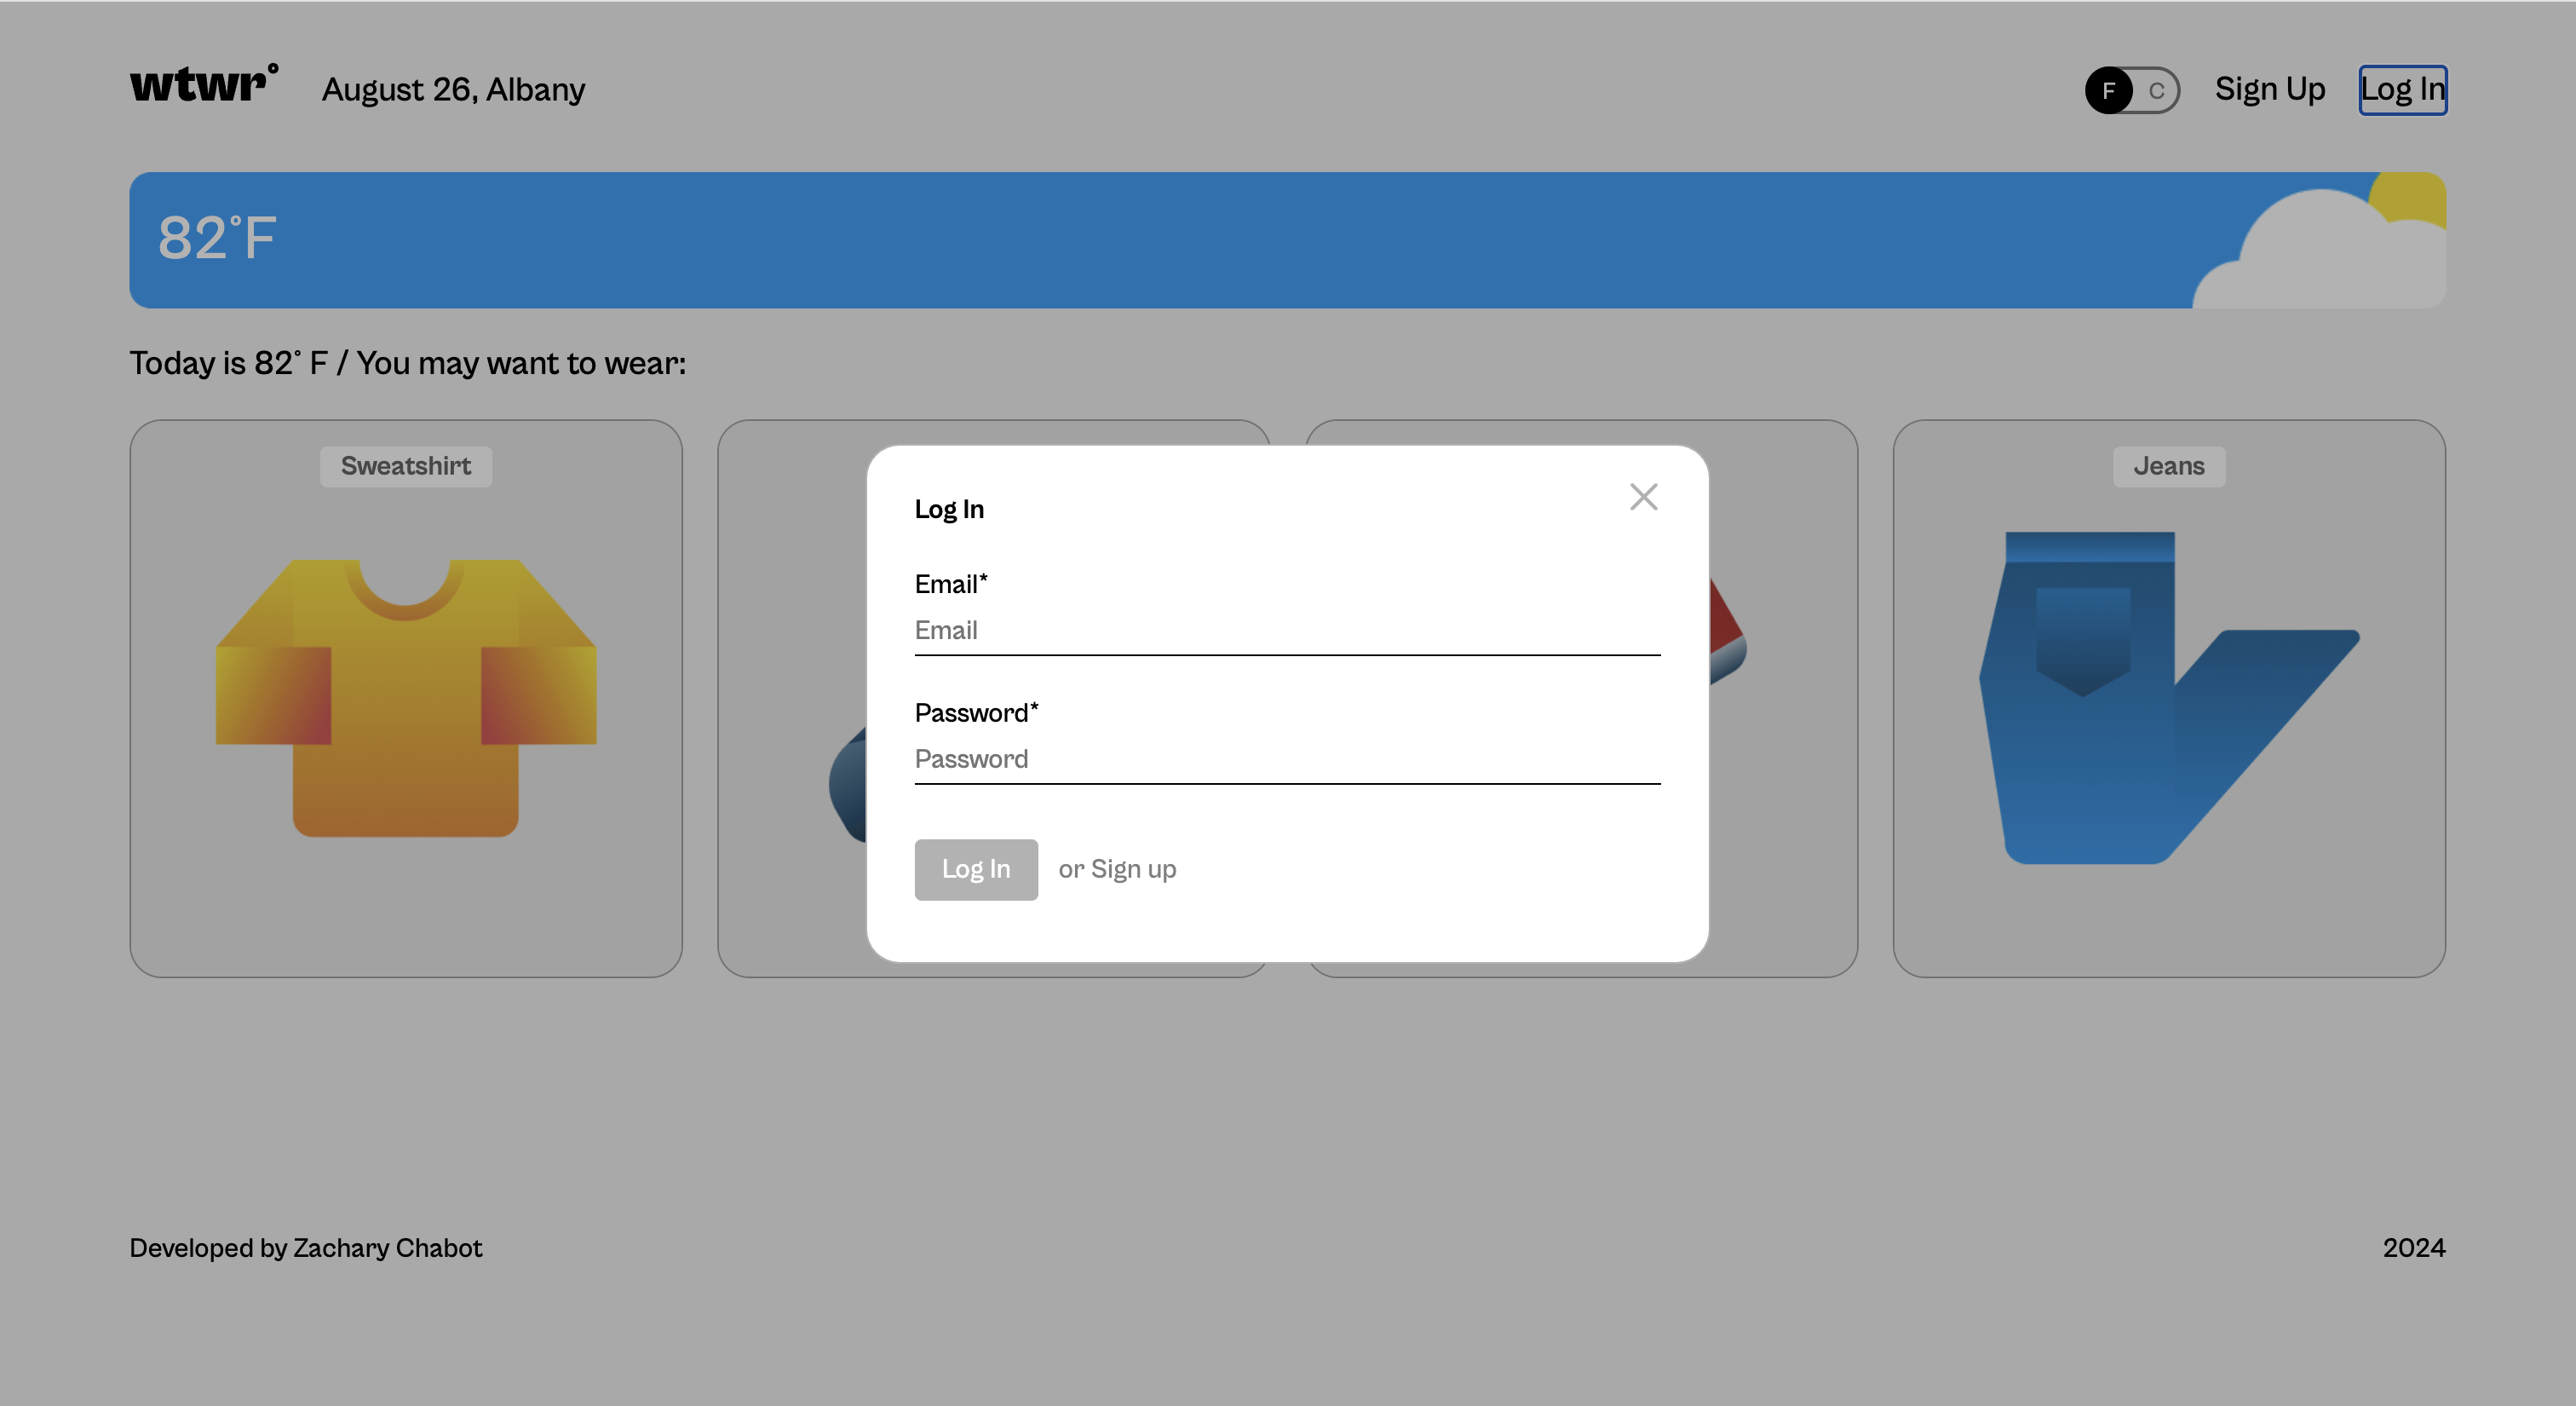 wtwr°
August 26, Albany
F C
Sign Up
Log In
82°F
Today is 82° F / You may want to wear:
Sweatshirt
Jeans
Log In
Email*
Email
Password*
Password
Log In
or Sign up
Developed by Zachary Chabot
2024